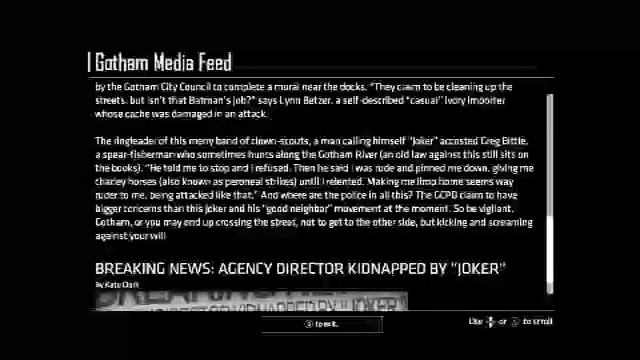 Gotham Media Feed
by the Gotham City Council to complete a mural near the docks. "They claim to be cleaning up the
streets, but isn't that Batman's job?" says Lynn Betzer, a self-described "casual" ivory importer
whose cache was damaged in an attack.
The ringleader of this merry band of clown-scouts, a man calling himself "Joker" accosted Greg Bittle,
a spear-fisherman who sometimes hunts along the Gotham River (an old law against this still sits on
the books). "He told me to stop and I refused. Then he said I was rude and pinned me down, giving me
charley horses (also known as peroneal strikes) until I relented. Making me limp home seems way
ruder to me, being attacked like that." And where are the police in all this? The GCPD claim to have
bigger concerns than this Joker and his "good neighbor" movement at the moment. So be vigilant,
Gotham, or you may end up crossing the street, not to get to the other side, but kicking and screaming
against your will
BREAKING NEWS: AGENCY DIRECTOR KIDNAPPED BY "JOKER"
By Kate Clark
KIDNAPPED BY "JOKER"
Use or to scroll